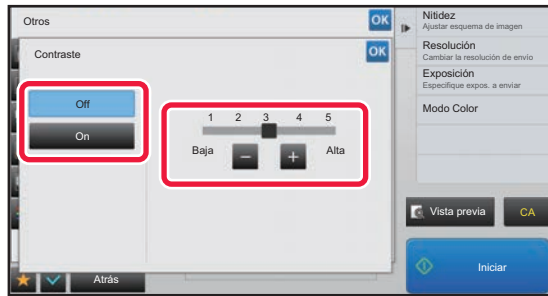 Otros
OK
Contraste
OK
Off
On
1 2 3 4 5
Baja
−
+
Alta
Atrás
Nitidez
Ajustar esquema de imagen
Resolución
Cambiar la resolución de envío
Exposición
Especifique expos. a enviar
Modo Color
Vista previa
CA
Iniciar